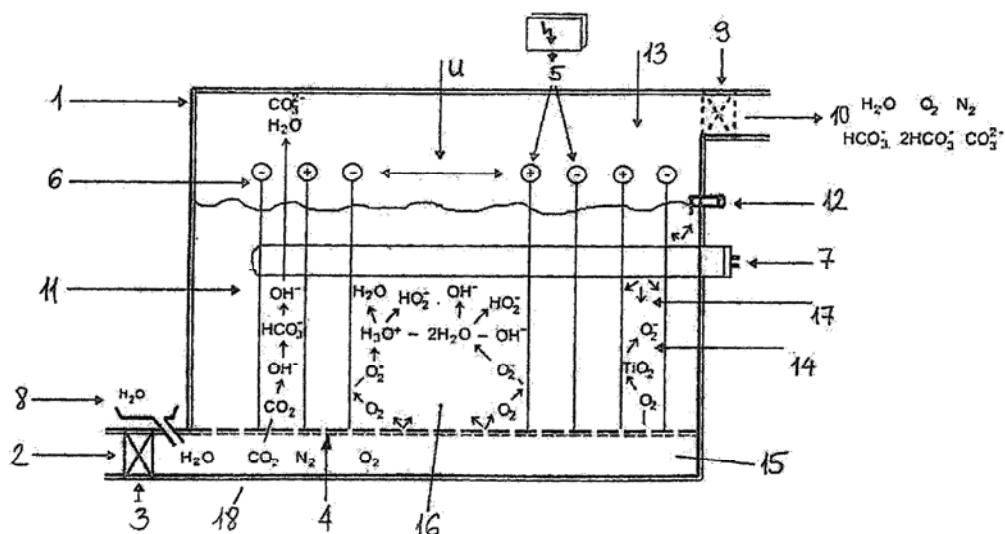 9
U
5
13
1
CO₃²⁻
H₂O
10 H₂O O₂ N₂
HCO₃⁻ 2HCO₃⁻ CO₃²⁻
6 - + - + - + -
12
7
11 OH⁻ H₂O HO₂⁻ OH⁻ HO₂⁻
17
HCO₃⁻ H₃O⁺ – 2H₂O – OH⁻ O₂⁻
OH⁻ O₂⁻ O₂⁻ TiO₂ 14
8 H₂O CO₂ O₂ O₂ O₂
2 H₂O CO₂ N₂ O₂ 15
3 18 4 16